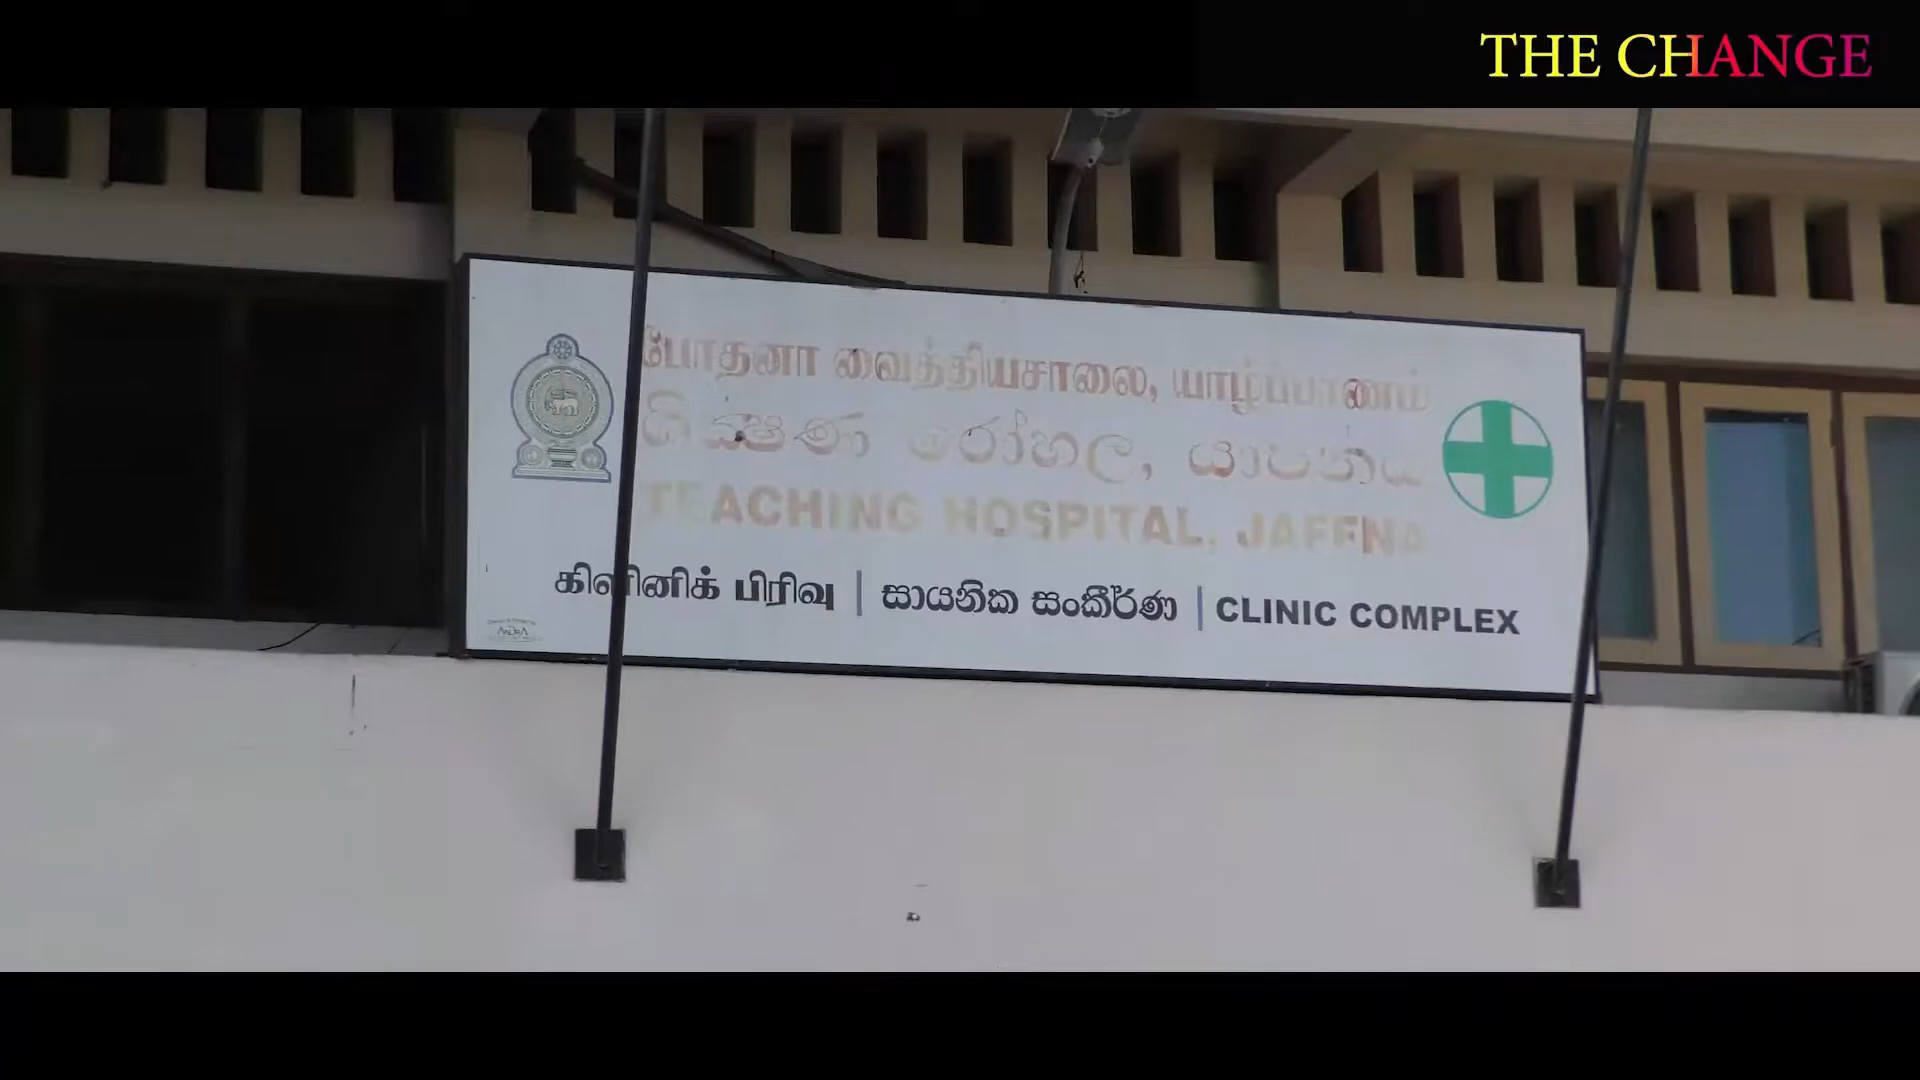 THE CHANGE
போதனா வைத்தியசாலை, யாழ்ப்பாணம்
ශික්ෂණ රෝහල, යාපනය
TEACHING HOSPITAL, JAFFNA
கிளினிக் பிரிவு | සායනික සංකීර්ණ | CLINIC COMPLEX